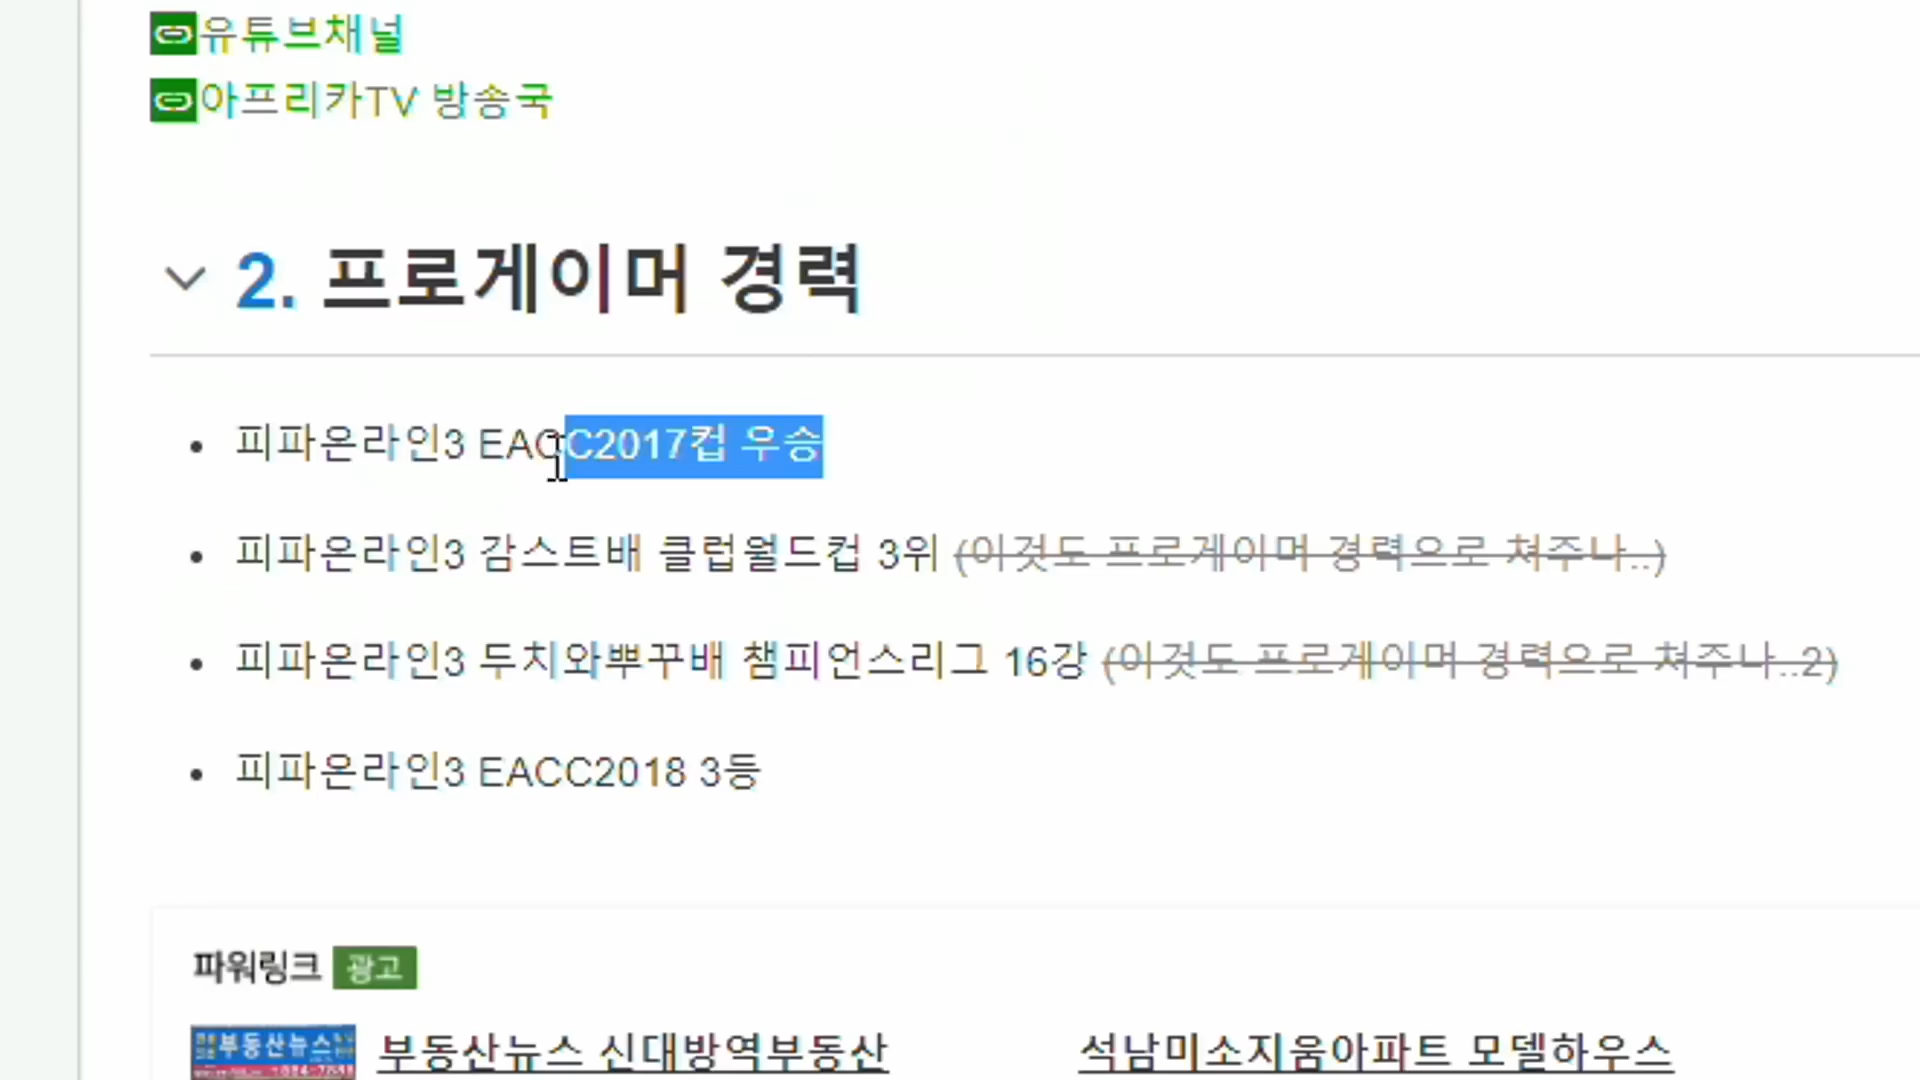 유튜브채널
아프리카TV 방송국
2. 프로게이머 경력
피파온라인3 EACC2017컵 우승
피파온라인3 감스트배 클럽월드컵 3위 (이것도 프로게이머 경력으로 쳐주나..)
피파온라인3 두치와뿌꾸배 챔피언스리그 16강 (이것도 프로게이머 경력으로 쳐주나..2)
피파온라인3 EACC2018 3등
파워링크 광고
부동산뉴스
부동산뉴스 신대방역부동산
석남미소지움아파트 모델하우스